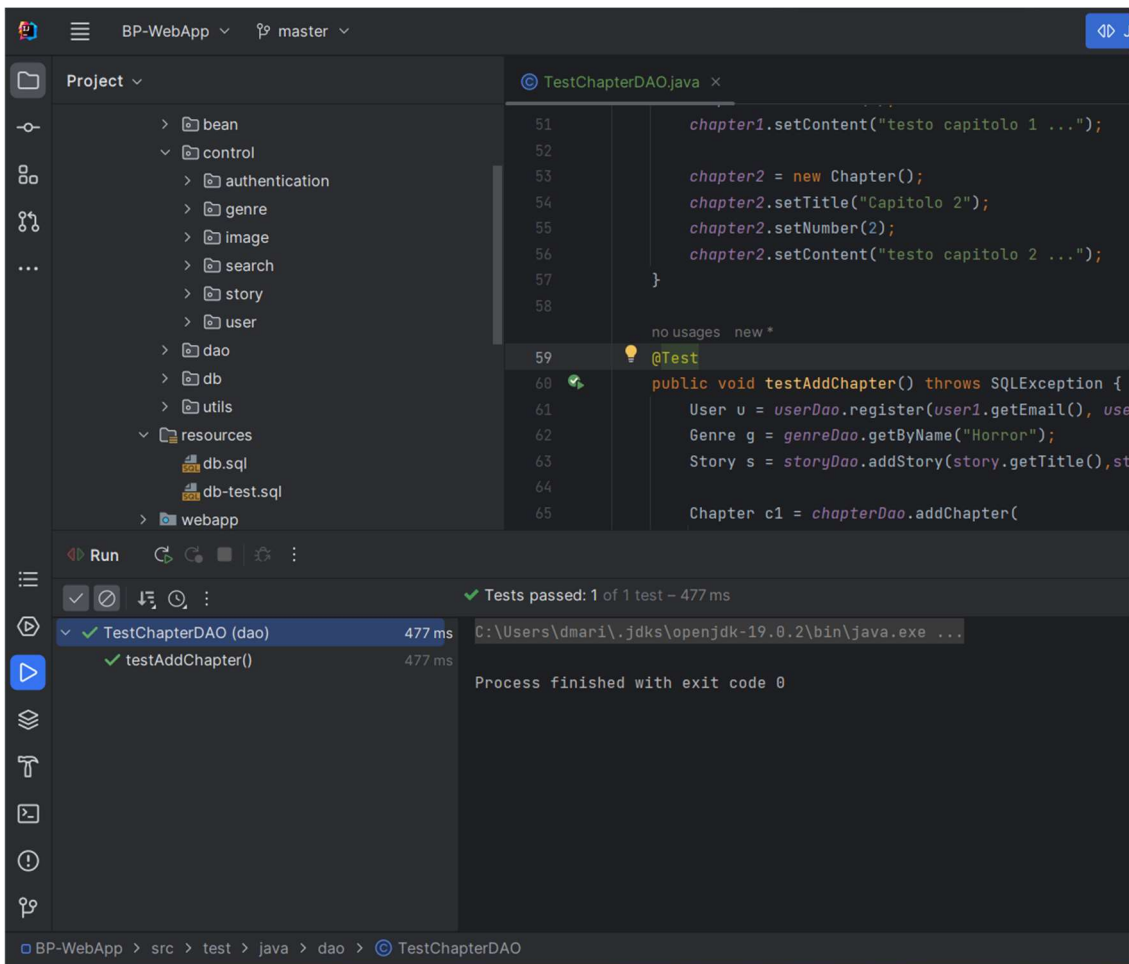 BP-WebApp
master
Project
TestChapterDAO.java
bean
control
authentication
genre
image
search
story
user
dao
db
utils
resources
db.sql
db-test.sql
webapp
51 chapter1.setContent("testo capitolo 1 ...");
52
53 chapter2 = new Chapter();
54 chapter2.setTitle("Capitolo 2");
55 chapter2.setNumber(2);
56 chapter2.setContent("testo capitolo 2 ...");
57 }
58
no usages new *
59 @Test
60 public void testAddChapter() throws SQLException {
61 User u = userDao.register(user1.getEmail(), use
62 Genre g = genreDao.getByName("Horror");
63 Story s = storyDao.addStory(story.getTitle(),st
64
65 Chapter c1 = chapterDao.addChapter(
Run
Tests passed: 1 of 1 test – 477 ms
TestChapterDAO (dao) 477 ms
testAddChapter() 477 ms
C:\Users\dmari\.jdks\openjdk-19.0.2\bin\java.exe ...
Process finished with exit code 0
BP-WebApp > src > test > java > dao > TestChapterDAO